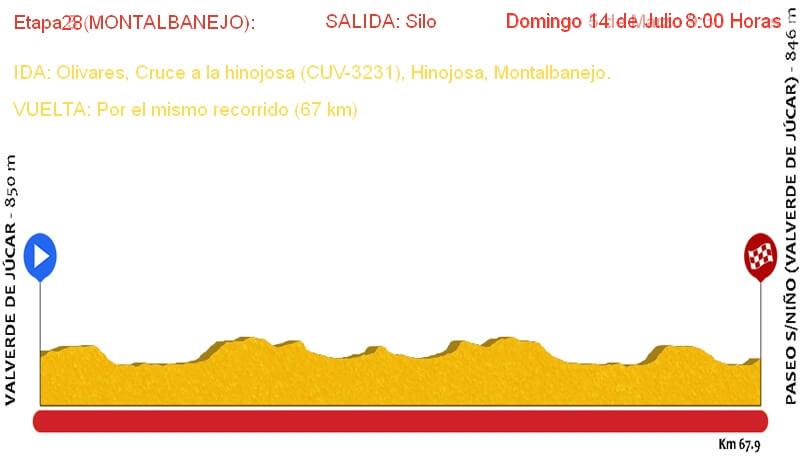 Etapa 28 (MONTALBANEJO): SALIDA: Silo Domingo 14 de Julio 8:00 Horas
IDA: Olivares, Cruce a la hinojosa (CUV-3231), Hinojosa, Montalbanejo.
VUELTA: Por el mismo recorrido (67 km)
VALVERDE DE JÚCAR - 850 m
PASEO S/NIÑO (VALVERDE DE JÚCAR) - 846 m
Km 67.9